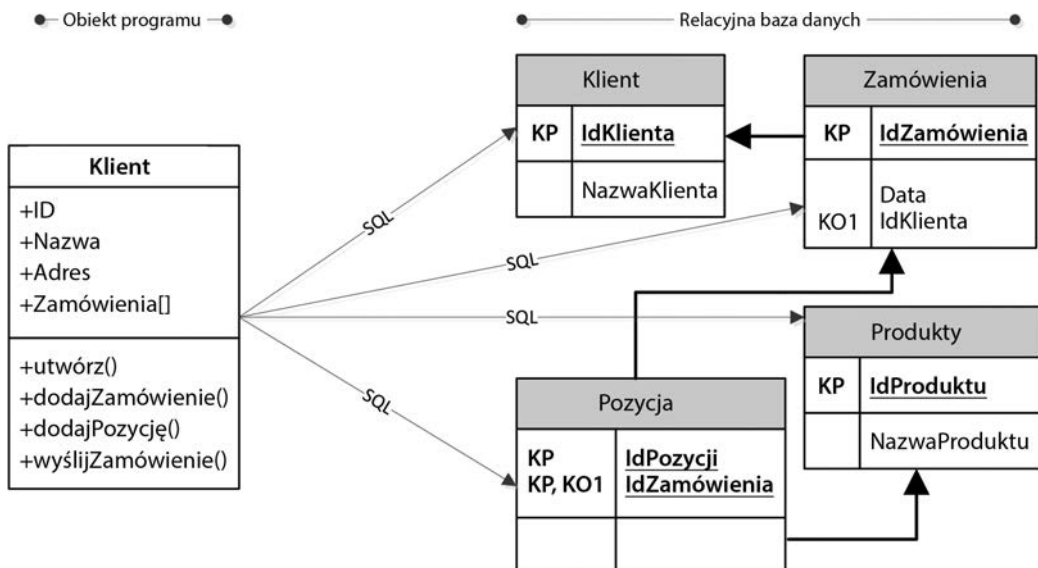 Obiekt programu
Relacyjna baza danych
Klient
+ID
+Nazwa
+Adres
+Zamówienia[]
+utwórz()
+dodajZamówienie()
+dodajPozycję()
+wyślijZamówienie()
SQL
SQL
SQL
SQL
Klient
KP IdKlienta
NazwaKlienta
Zamówienia
KP IdZamówienia
Data
KO1 IdKlienta
Produkty
KP IdProduktu
NazwaProduktu
Pozycja
KP IdPozycji
KP, KO1 IdZamówienia